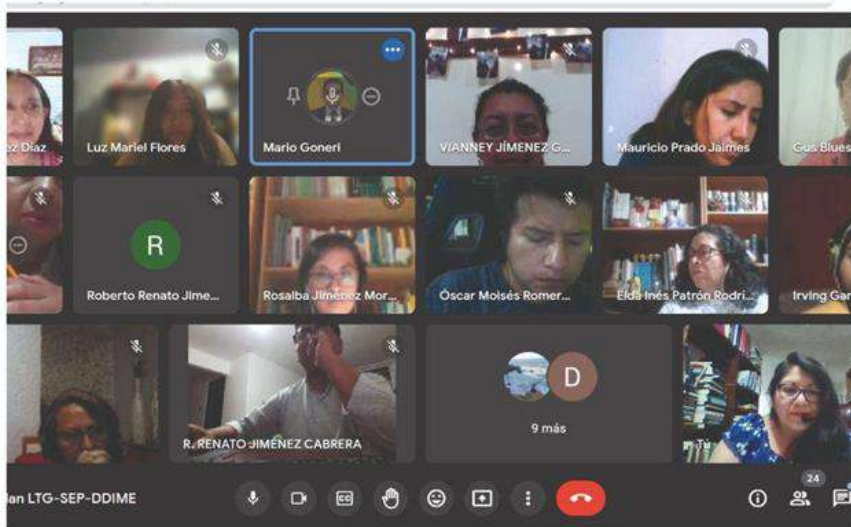 ez Díaz
Luz Mariel Flores
Mario Goneri
VIANNEY JÍMENEZ G...
Mauricio Prado Jaimes
Gus Blues
R
Roberto Renato Jime...
Rosalba Jiménez Mor...
Óscar Moisés Romer...
Elda Inés Patrón Rodri...
Irving Gar
R. RENATO JIMÉNEZ CABRERA
D
9 más
Tú
lan LTG-SEP-DDIME
CC
24